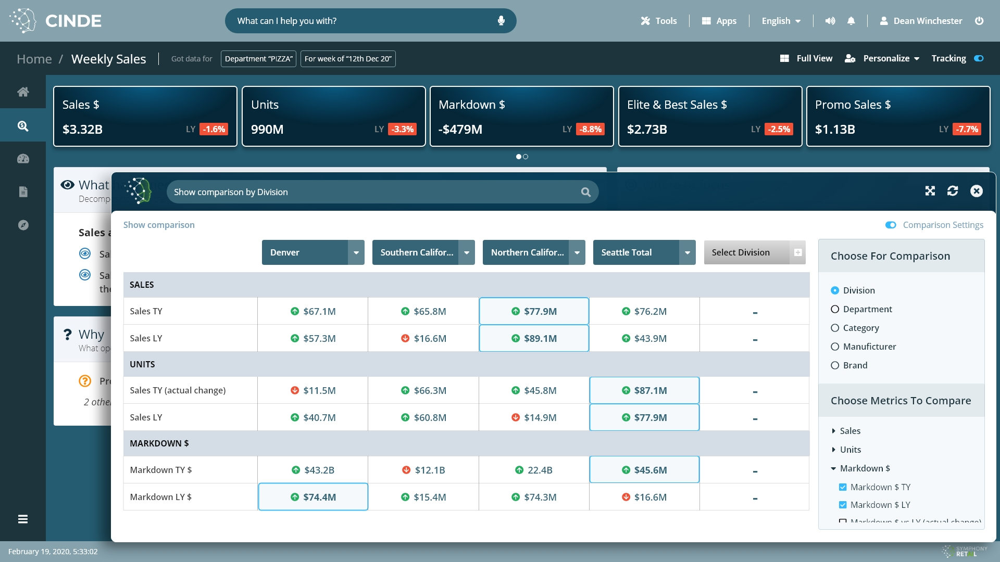 CINDE
What can I help you with?
Tools
Apps
English
Dean Winchester
Home / Weekly Sales
Got data for
Department “PIZZA”
For week of “12th Dec 20”
Full View
Personalize
Tracking
Sales $
$3.32B LY -1.6%
Units
990M LY -3.3%
Markdown $
-$479M LY -8.8%
Elite & Best Sales $
$2.73B LY -2.5%
Promo Sales $
$1.13B LY -7.7%
What
Decomp
Sales a
Sa
Sa
the
Why
What op
Pro
2 other
Show comparison by Division
Show comparison
Comparison Settings
Denver
Southern Califor...
Northern Califor...
Seattle Total
Select Division
SALES
Sales TY $67.1M $65.8M $77.9M $76.2M -
Sales LY $57.3M $16.6M $89.1M $43.9M -
UNITS
Sales TY (actual change) $11.5M $66.3M $45.8M $87.1M -
Sales LY $40.7M $60.8M $14.9M $77.9M -
MARKDOWN $
Markdown TY $ $43.2B $12.1B 22.4B $45.6M -
Markdown LY $ $74.4M $15.4M $74.3M $16.6M -
Choose For Comparison
Division
Department
Category
Manuficturer
Brand
Choose Metrics To Compare
Sales
Units
Markdown $
Markdown $ TY
Markdown $ LY
Markdown $ vs LY (actual change)
February 19, 2020, 5:33:02
SYMPHONY